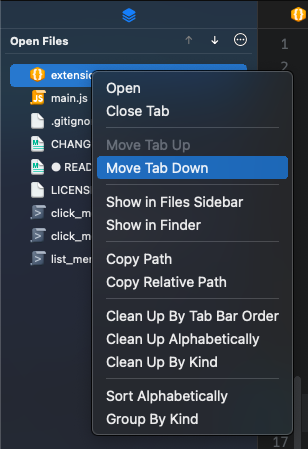 Open Files
1
2
extensio
main.js
.gitigno
CHANG
READ
LICENS
click_m
click_m
list_mer
Open
Close Tab
Move Tab Up
Move Tab Down
Show in Files Sidebar
Show in Finder
Copy Path
Copy Relative Path
Clean Up By Tab Bar Order
Clean Up Alphabetically
Clean Up By Kind
Sort Alphabetically
Group By Kind
17